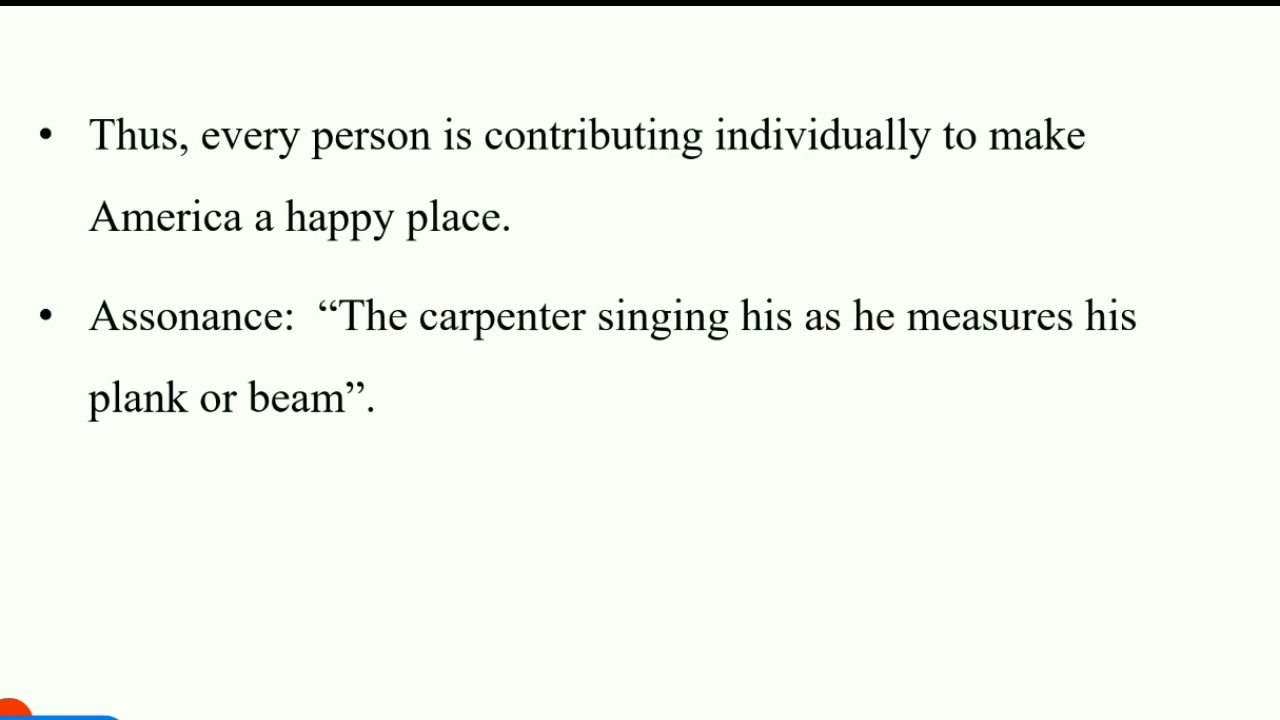 • Thus, every person is contributing individually to make
America a happy place.
• Assonance: “The carpenter singing his as he measures his
plank or beam”.